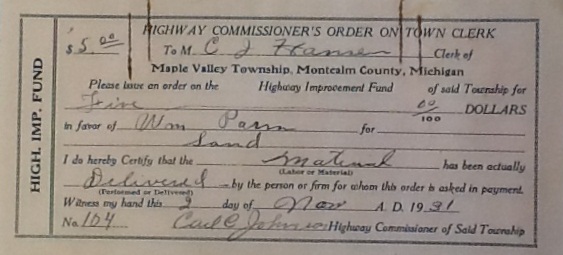 HIGHWAY COMMISSIONER'S ORDER ON TOWN CLERK
$5.00 To M C J Hansen Clerk of
Maple Valley Township, Montcalm County, Michigan
Please issue an order on the Highway Improvement Fund of said Township for
Five 00/100 DOLLARS
in favor of Wm Parm for
Sand
I do hereby Certify that the Material has been actually
(Labor or Material)
Delivered by the person or firm for whom this order is asked in payment.
(Performed or Delivered)
Witness my hand this 9 day of Nov A. D. 1931
No. 104 Carl C Johnson Highway Commissioner of Said Township
HIGH. IMP. FUND